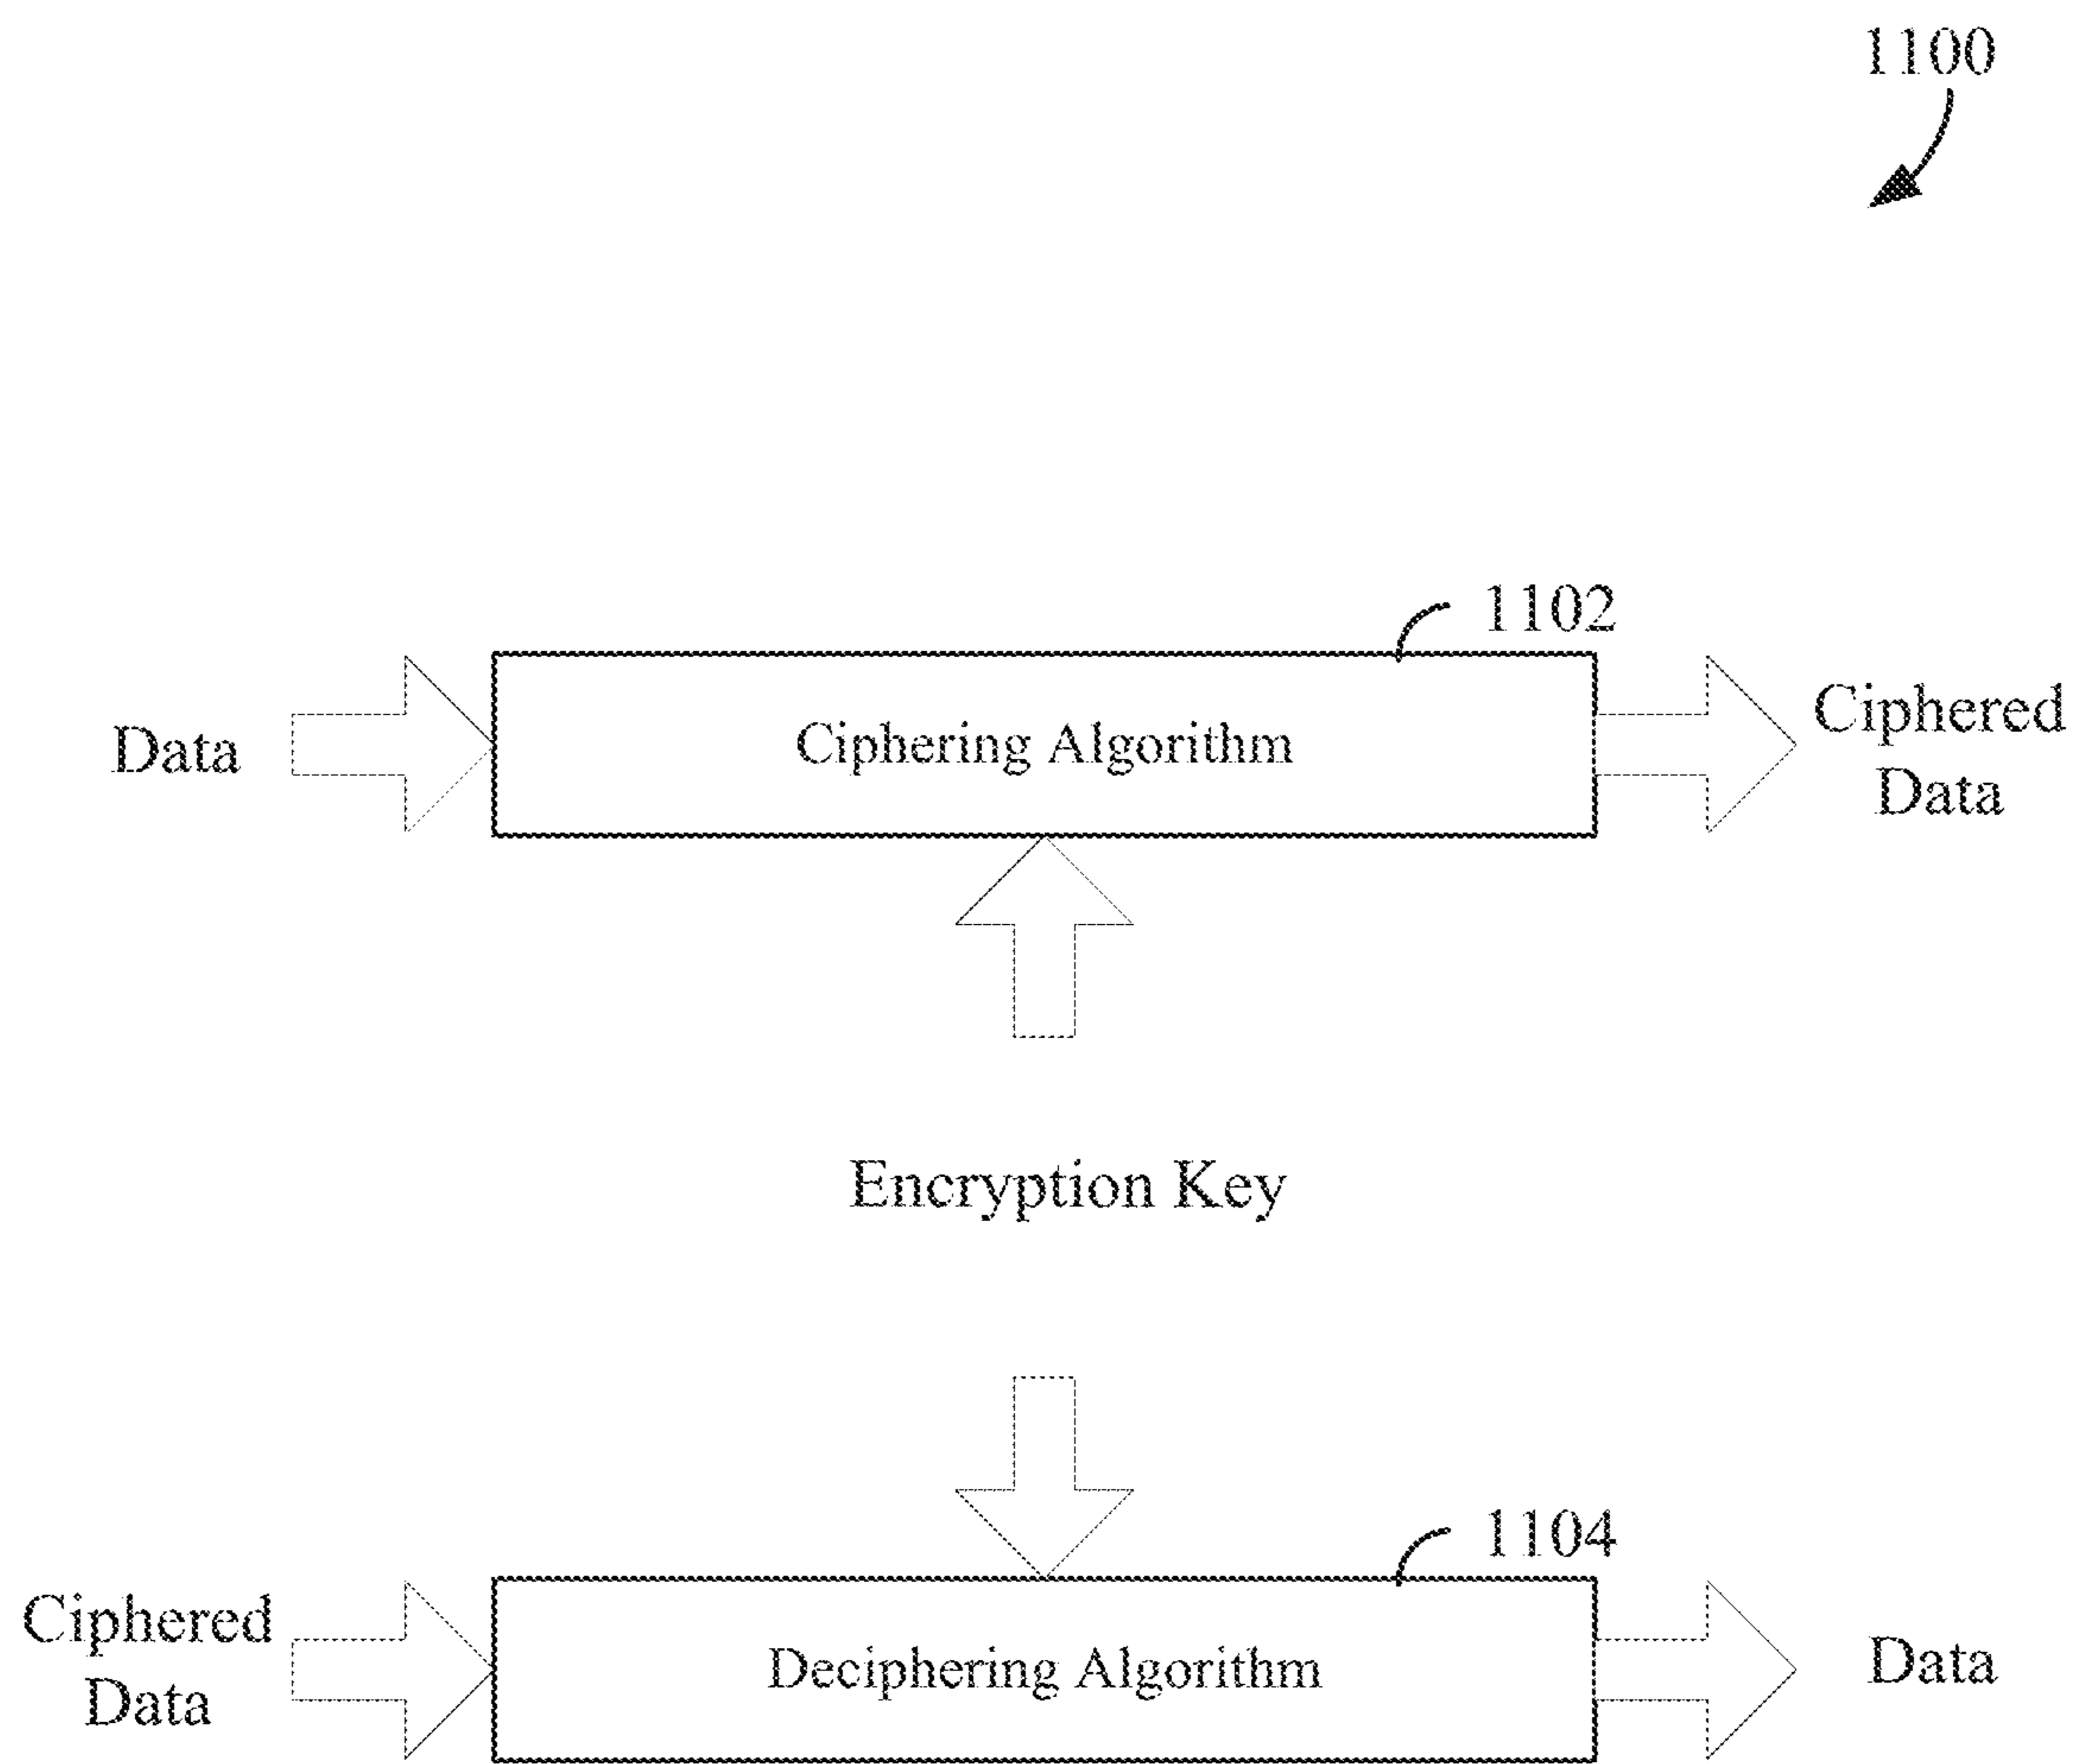 1100
1102
Data
Ciphering Algorithm
Ciphered
Data
Encryption Key
1104
Ciphered
Data
Deciphering Algorithm
Data